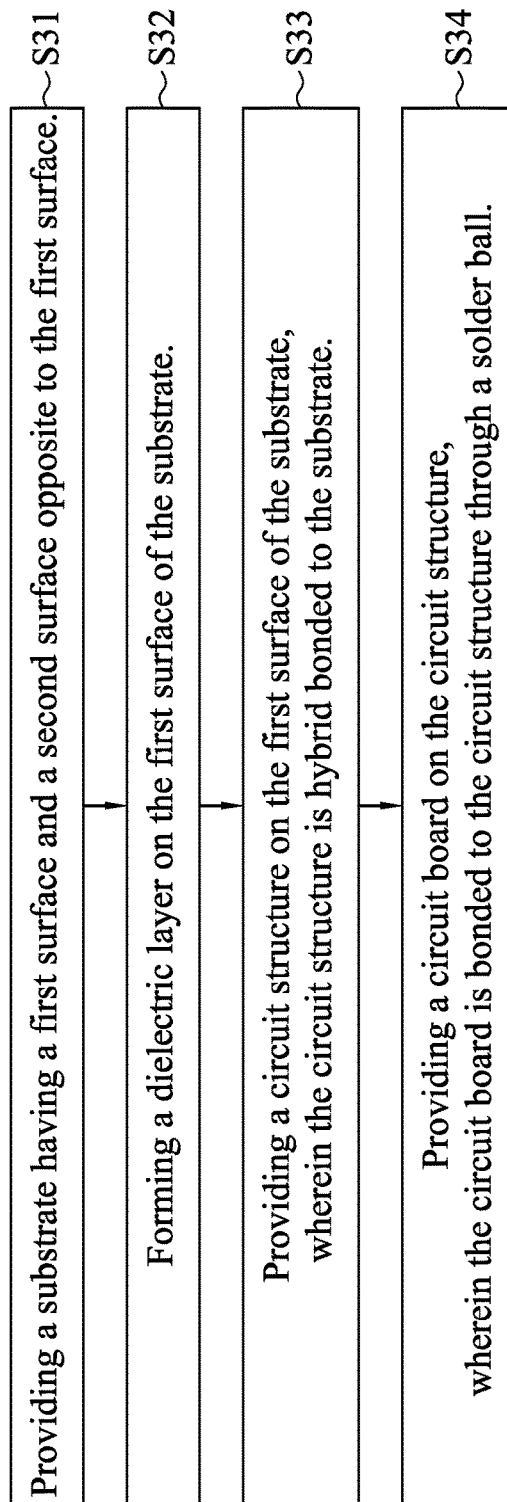 Providing a substrate having a first surface and a second surface opposite to the first surface.
S31
Forming a dielectric layer on the first surface of the substrate.
S32
Providing a circuit structure on the first surface of the substrate,
wherein the circuit structure is hybrid bonded to the substrate.
S33
Providing a circuit board on the circuit structure,
wherein the circuit board is bonded to the circuit structure through a solder ball.
S34